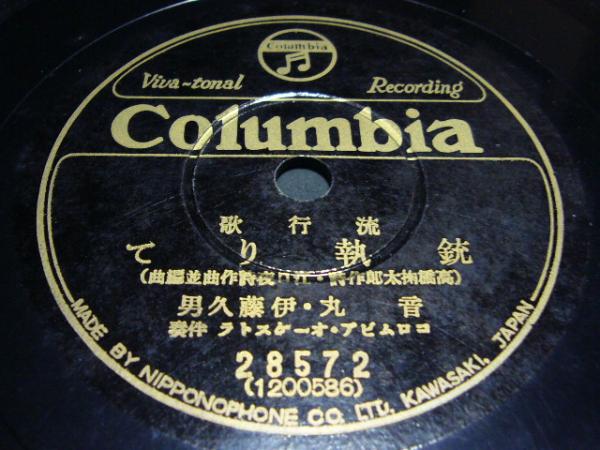 Columbia
Viva-tonal Recording
Columbia
流行歌
銃執りて
(高橋掬太郎作詩・江口夜詩作曲並編曲)
音丸・伊藤久男
コロムビア・オーケストラ 伴奏
28572
(1200586)
MADE BY NIPPONOPHONE CO. LTD. KAWASAKI, JAPAN